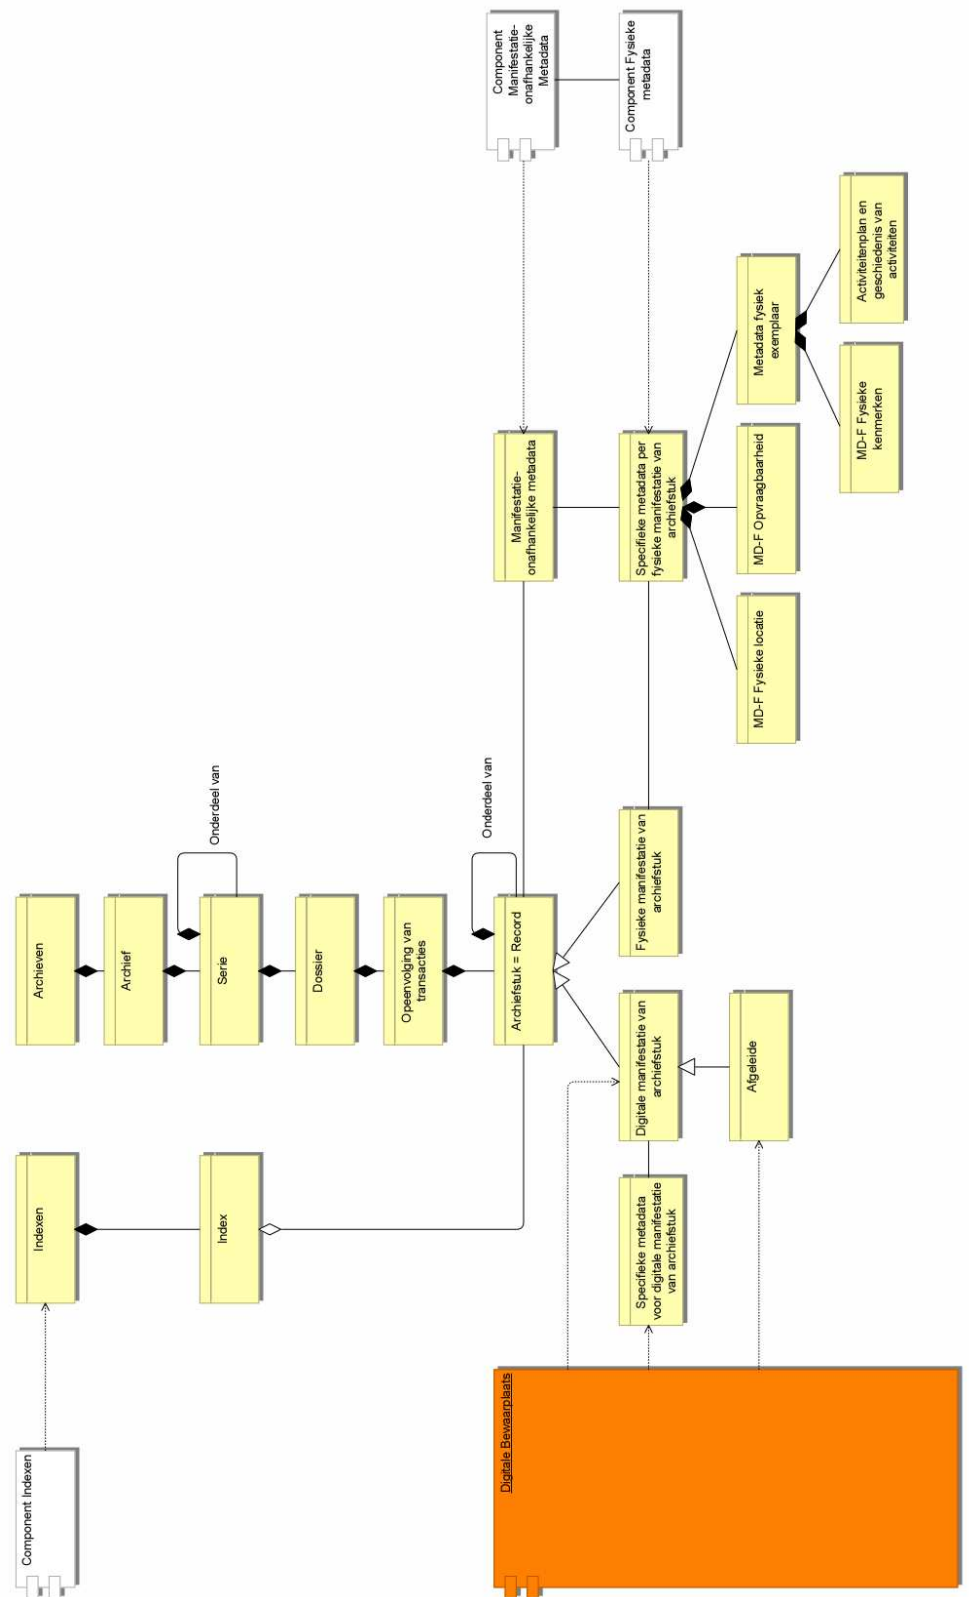 Component Indexen
Indexen
Archieven
Archief
Index
Serie
Onderdeel van
Dossier
Opeenvolging van
transacties
Digitale Bewaarplaats
Archiefstuk = Record
Onderdeel van
Manifestatie-
onafhankelijke metadata
Component
Manifestatie-
onafhankelijke
Metadata
Specifieke metadata
voor digitale manifestatie
van archiefstuk
Digitale manifestatie van
archiefstuk
Fysieke manifestatie van
archiefstuk
Specifieke metadata per
fysieke manifestatie van
archiefstuk
Component Fysieke
metadata
Afgeleide
MD-F Fysieke locatie
MD-F Opvraagbaarheid
Metadata fysiek
exemplaar
MD-F Fysieke
kenmerken
Activiteitenplan en
geschiedenis van
activiteiten